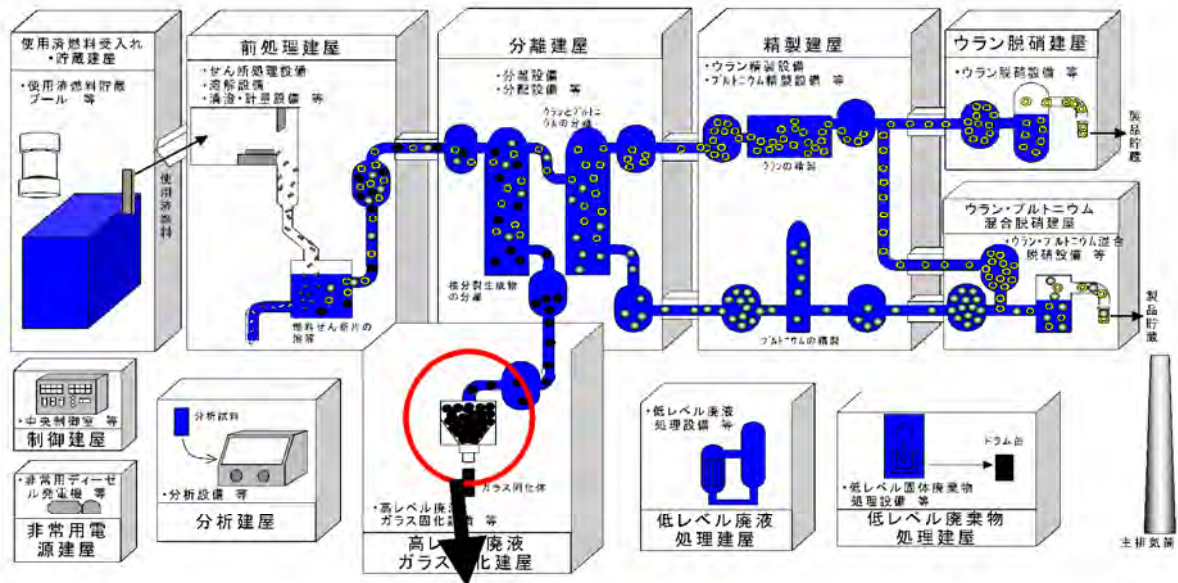 使用済燃料受入れ
・貯蔵建屋
・使用済燃料貯蔵
プール 等
使用済燃料
前処理建屋
・せん断処理設備
・溶解設備
・清澄・計量設備 等
燃料せん断片の
溶解
分離建屋
・分離設備
・分配設備 等
ウランとプルトニ
ウムの分離
核分裂生成物
の分離
精製建屋
・ウラン精製設備
・プルトニウム精製設備 等
ウランの精製
プルトニウムの精製
ウラン脱硝建屋
・ウラン脱硝設備 等
製品貯蔵
ウラン・プルトニウム
混合脱硝建屋
・ウラン・プルトニウム混合
脱硝設備 等
製品貯蔵
・中央制御室 等
制御建屋
・非常用ディーゼ
ル発電機 等
非常用電
源建屋
分析試料
・分析設備 等
分析建屋
ガラス固化体
・高レベル廃
ガラス固化 等
高レベ 廃液
ガラス 化建屋
・低レベル廃液
処理設備 等
低レベル廃液
処理建屋
ドラム缶
・低レベル固体廃棄物
処理設備 等
低レベル廃棄物
処理建屋
主排気筒